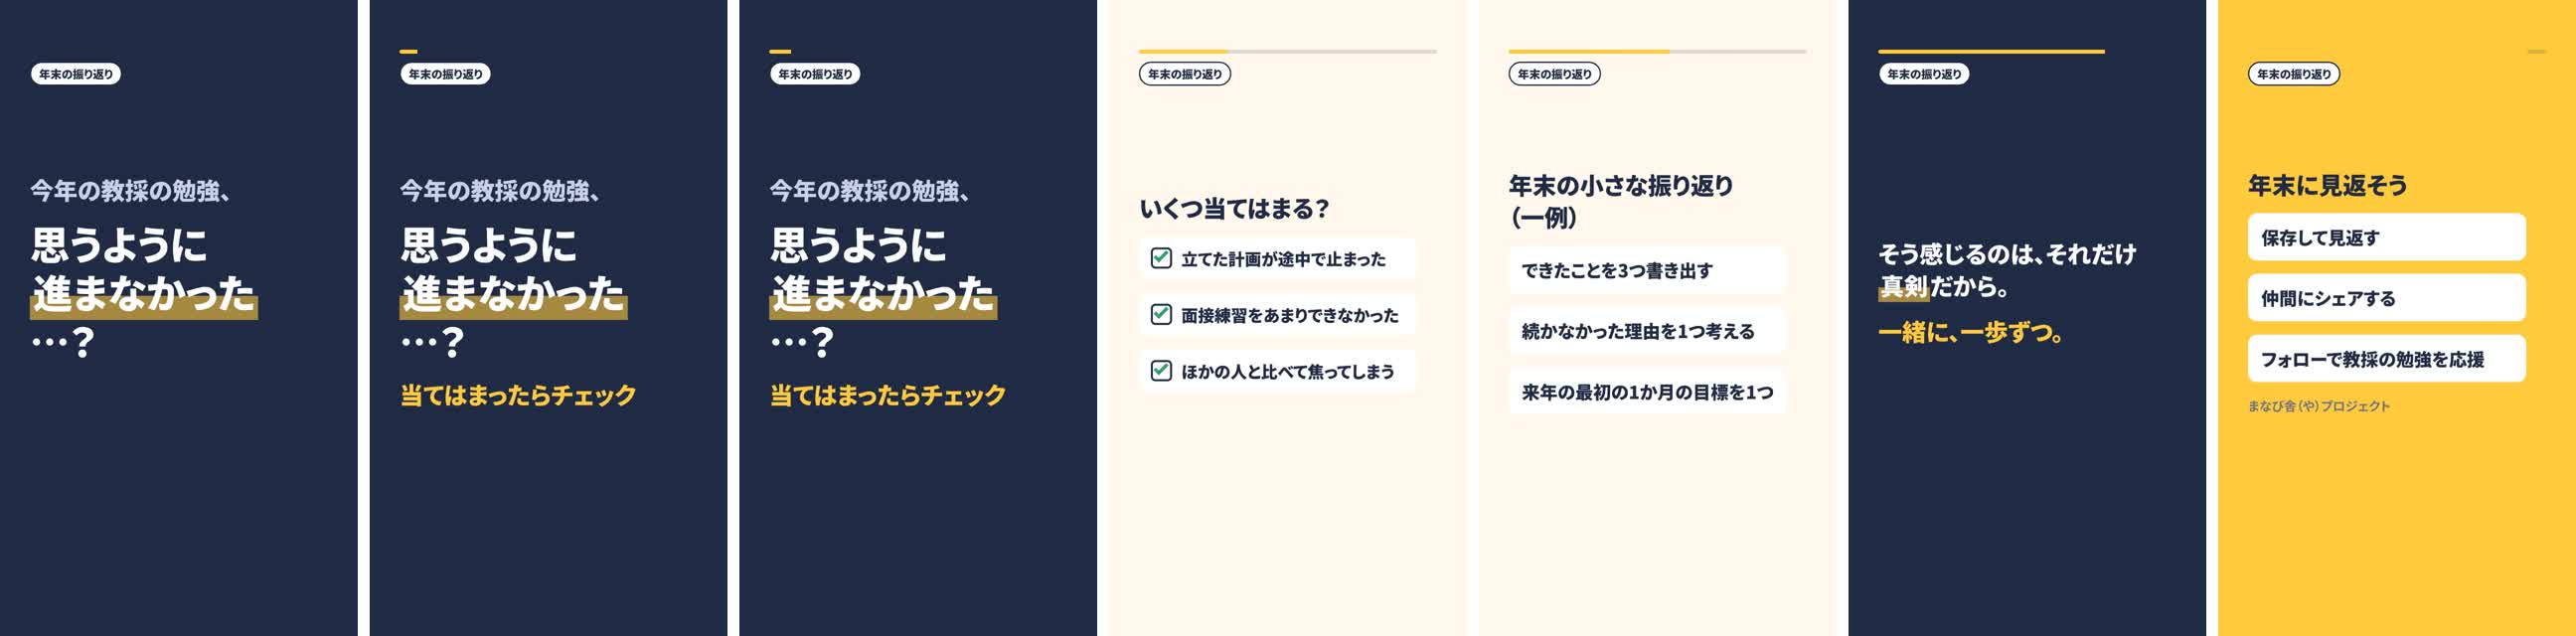 年末の振り返り
今年の教採の勉強、
思うように
進まなかった
…？
年末の振り返り
今年の教採の勉強、
思うように
進まなかった
…？
当てはまったらチェック
年末の振り返り
今年の教採の勉強、
思うように
進まなかった
…？
当てはまったらチェック
年末の振り返り
いくつ当てはまる？
立てた計画が途中で止まった
面接練習をあまりできなかった
ほかの人と比べて焦ってしまう
年末の振り返り
年末の小さな振り返り
（一例）
できたことを3つ書き出す
続かなかった理由を1つ考える
来年の最初の1か月の目標を1つ
年末の振り返り
そう感じるのは、それだけ
真剣だから。
一緒に、一歩ずつ。
年末の振り返り
年末に見返そう
保存して見返す
仲間にシェアする
フォローで教採の勉強を応援
まなび舎（や）プロジェクト